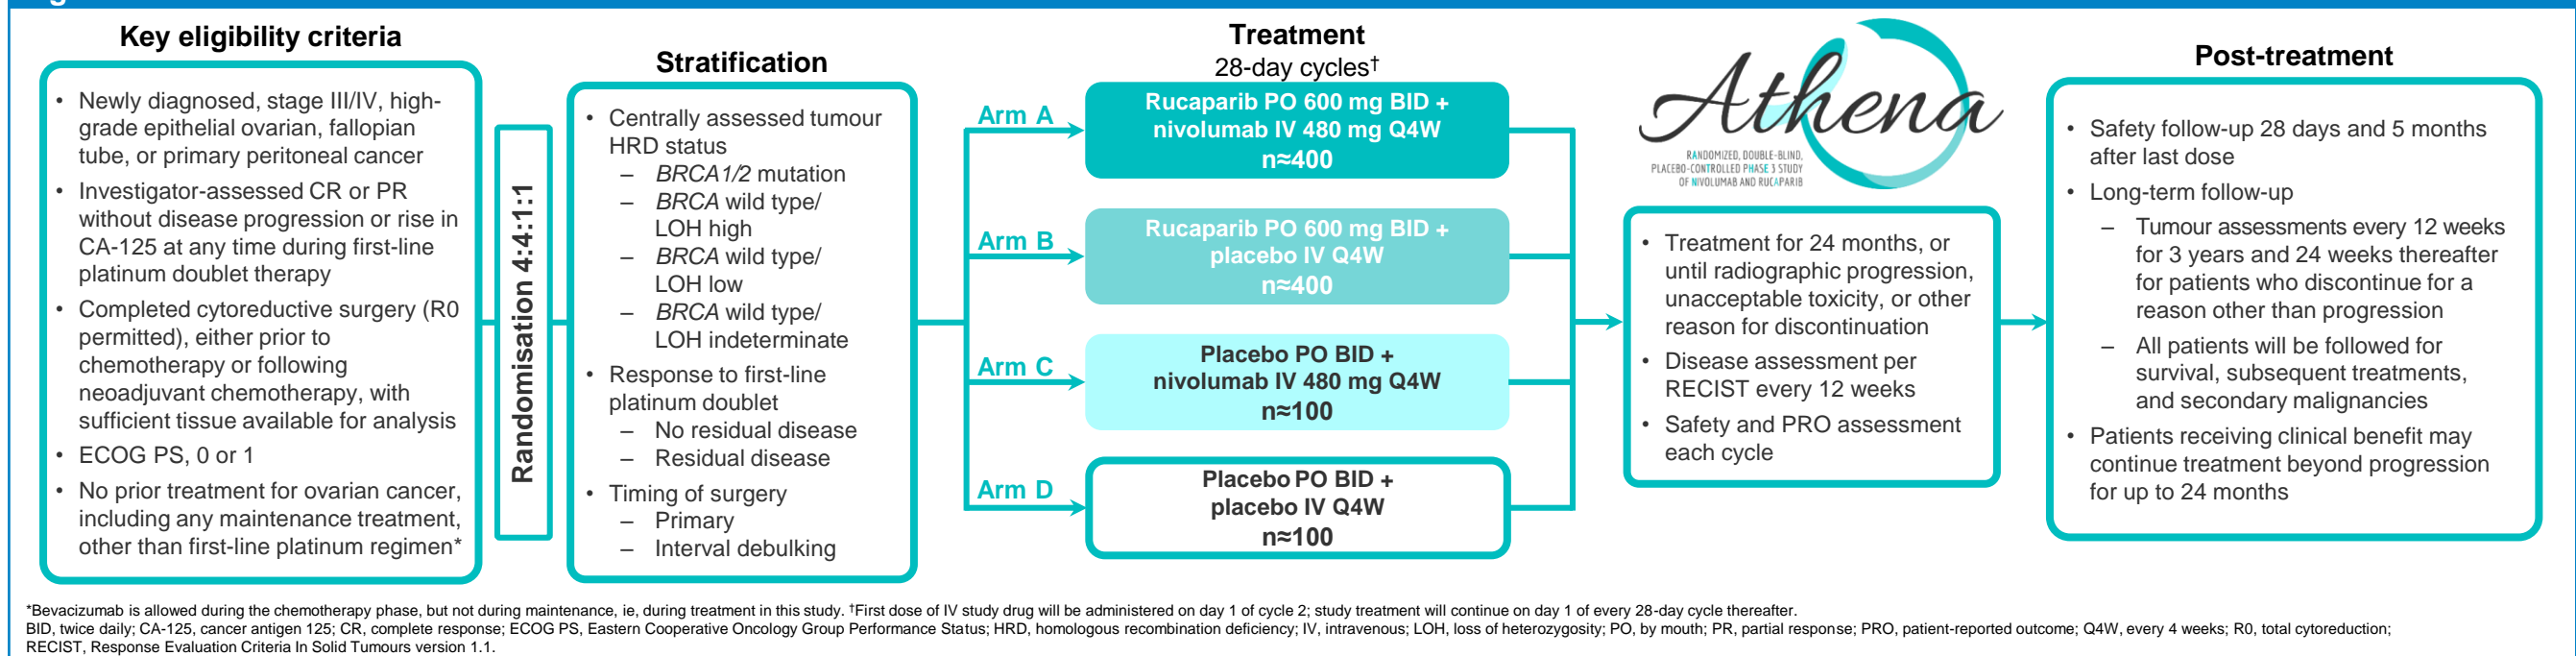 Key eligibility criteria
• Newly diagnosed, stage III/IV, high-
grade epithelial ovarian, fallopian
tube, or primary peritoneal cancer
• Investigator-assessed CR or PR
without disease progression or rise in
CA-125 at any time during first-line
platinum doublet therapy
• Completed cytoreductive surgery (R0
permitted), either prior to
chemotherapy or following
neoadjuvant chemotherapy, with
sufficient tissue available for analysis
• ECOG PS, 0 or 1
• No prior treatment for ovarian cancer,
including any maintenance treatment,
other than first-line platinum regimen*
Randomisation 4:4:1:1
Stratification
• Centrally assessed tumour
HRD status
– BRCA1/2 mutation
– BRCA wild type/
LOH high
– BRCA wild type/
LOH low
– BRCA wild type/
LOH indeterminate
• Response to first-line
platinum doublet
– No residual disease
– Residual disease
• Timing of surgery
– Primary
– Interval debulking
Treatment
28-day cycles†
Arm A
Rucaparib PO 600 mg BID +
nivolumab IV 480 mg Q4W
n≈400
Arm B
Rucaparib PO 600 mg BID +
placebo IV Q4W
n≈400
Arm C
Placebo PO BID +
nivolumab IV 480 mg Q4W
n≈100
Arm D
Placebo PO BID +
placebo IV Q4W
n≈100
Athena
RANDOMIZED, DOUBLE-BLIND,
PLACEBO-CONTROLLED PHASE 3 STUDY
OF NIVOLUMAB AND RUCAPARIB
• Treatment for 24 months, or
until radiographic progression,
unacceptable toxicity, or other
reason for discontinuation
• Disease assessment per
RECIST every 12 weeks
• Safety and PRO assessment
each cycle
Post-treatment
• Safety follow-up 28 days and 5 months
after last dose
• Long-term follow-up
– Tumour assessments every 12 weeks
for 3 years and 24 weeks thereafter
for patients who discontinue for a
reason other than progression
– All patients will be followed for
survival, subsequent treatments,
and secondary malignancies
• Patients receiving clinical benefit may
continue treatment beyond progression
for up to 24 months
*Bevacizumab is allowed during the chemotherapy phase, but not during maintenance, ie, during treatment in this study. †First dose of IV study drug will be administered on day 1 of cycle 2; study treatment will continue on day 1 of every 28-day cycle thereafter.
BID, twice daily; CA-125, cancer antigen 125; CR, complete response; ECOG PS, Eastern Cooperative Oncology Group Performance Status; HRD, homologous recombination deficiency; IV, intravenous; LOH, loss of heterozygosity; PO, by mouth; PR, partial response; PRO, patient-reported outcome; Q4W, every 4 weeks; R0, total cytoreduction;
RECIST, Response Evaluation Criteria In Solid Tumours version 1.1.